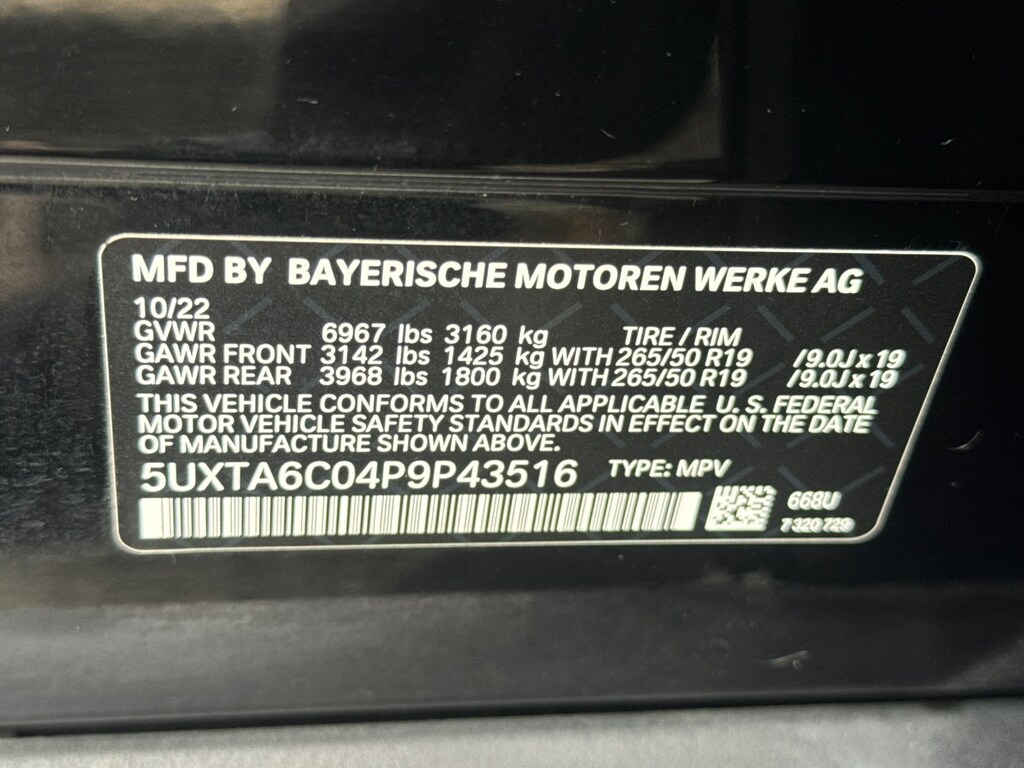 MFD BY BAYERISCHE MOTOREN WERKE AG
10/22
GVWR 6967 lbs 3160 kg TIRE / RIM
GAWR FRONT 3142 lbs 1425 kg WITH 265/50 R19 /9.0J x 19
GAWR REAR 3968 lbs 1800 kg WITH 265/50 R19 /9.0J x 19
THIS VEHICLE CONFORMS TO ALL APPLICABLE U. S. FEDERAL
MOTOR VEHICLE SAFETY STANDARDS IN EFFECT ON THE DATE
OF MANUFACTURE SHOWN ABOVE.
5UXTA6C04P9P43516 TYPE: MPV
668U
7 320 729